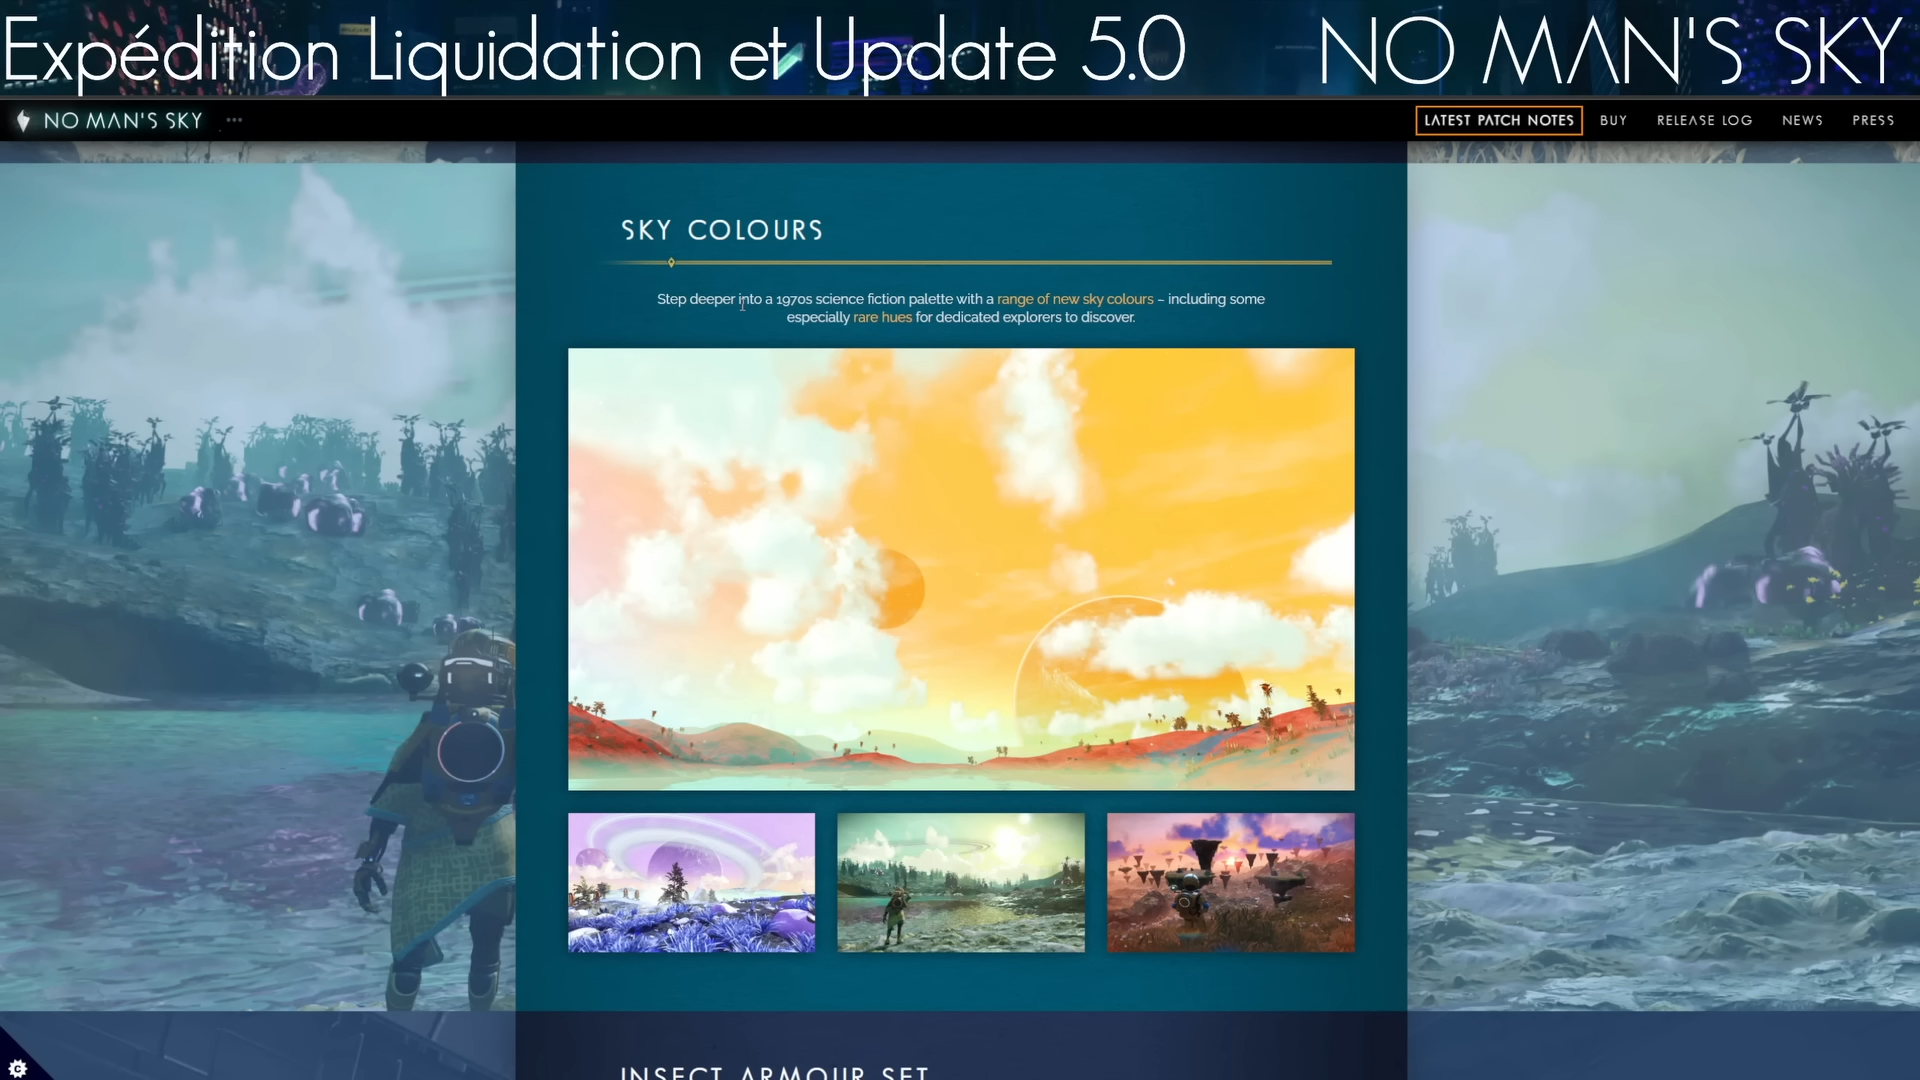 Expédition Liquidation et Update 5.0
NO MAN'S SKY
NO MAN'S SKY
LATEST PATCH NOTES
BUY
RELEASE LOG
NEWS
PRESS
SKY COLOURS
Step deeper into a 1970s science fiction palette with a range of new sky colours – including some
especially rare hues for dedicated explorers to discover.
INSECT ARMOUR SET